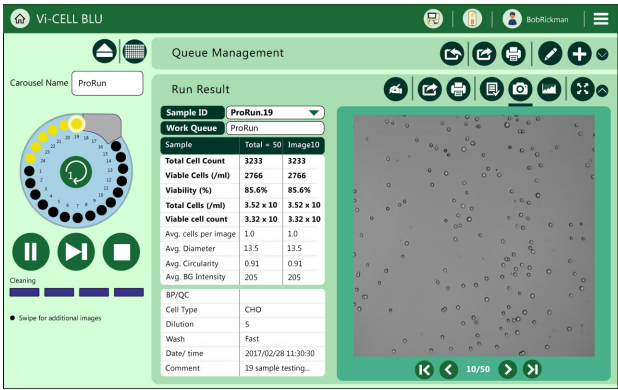 Vi-CELL BLU
BobRickman
Queue Management
Carousel Name ProRun
Run Result
Sample ID ProRun.19
Work Queue ProRun
Sample Total = 50 Image10
Total Cell Count 3233 3233
Viable Cells (/ml) 2766 2766
Viability (%) 85.6% 85.6%
Total Cells (/ml) 3.52 x 10 3.52 x 10
Viable cell count 3.32 x 10 3.32 x 10
Avg. cells per image 1.0 1.0
Avg. Diameter 13.5 13.5
Avg. Circularity 0.91 0.91
Avg. BG Intensity 205 205
BP/QC
Cell Type CHO
Dilution 5
Wash Fast
Date/ time 2017/02/28 11:30:30
Comment 19 sample testing...
Cleaning
Swipe for additional images
10/50